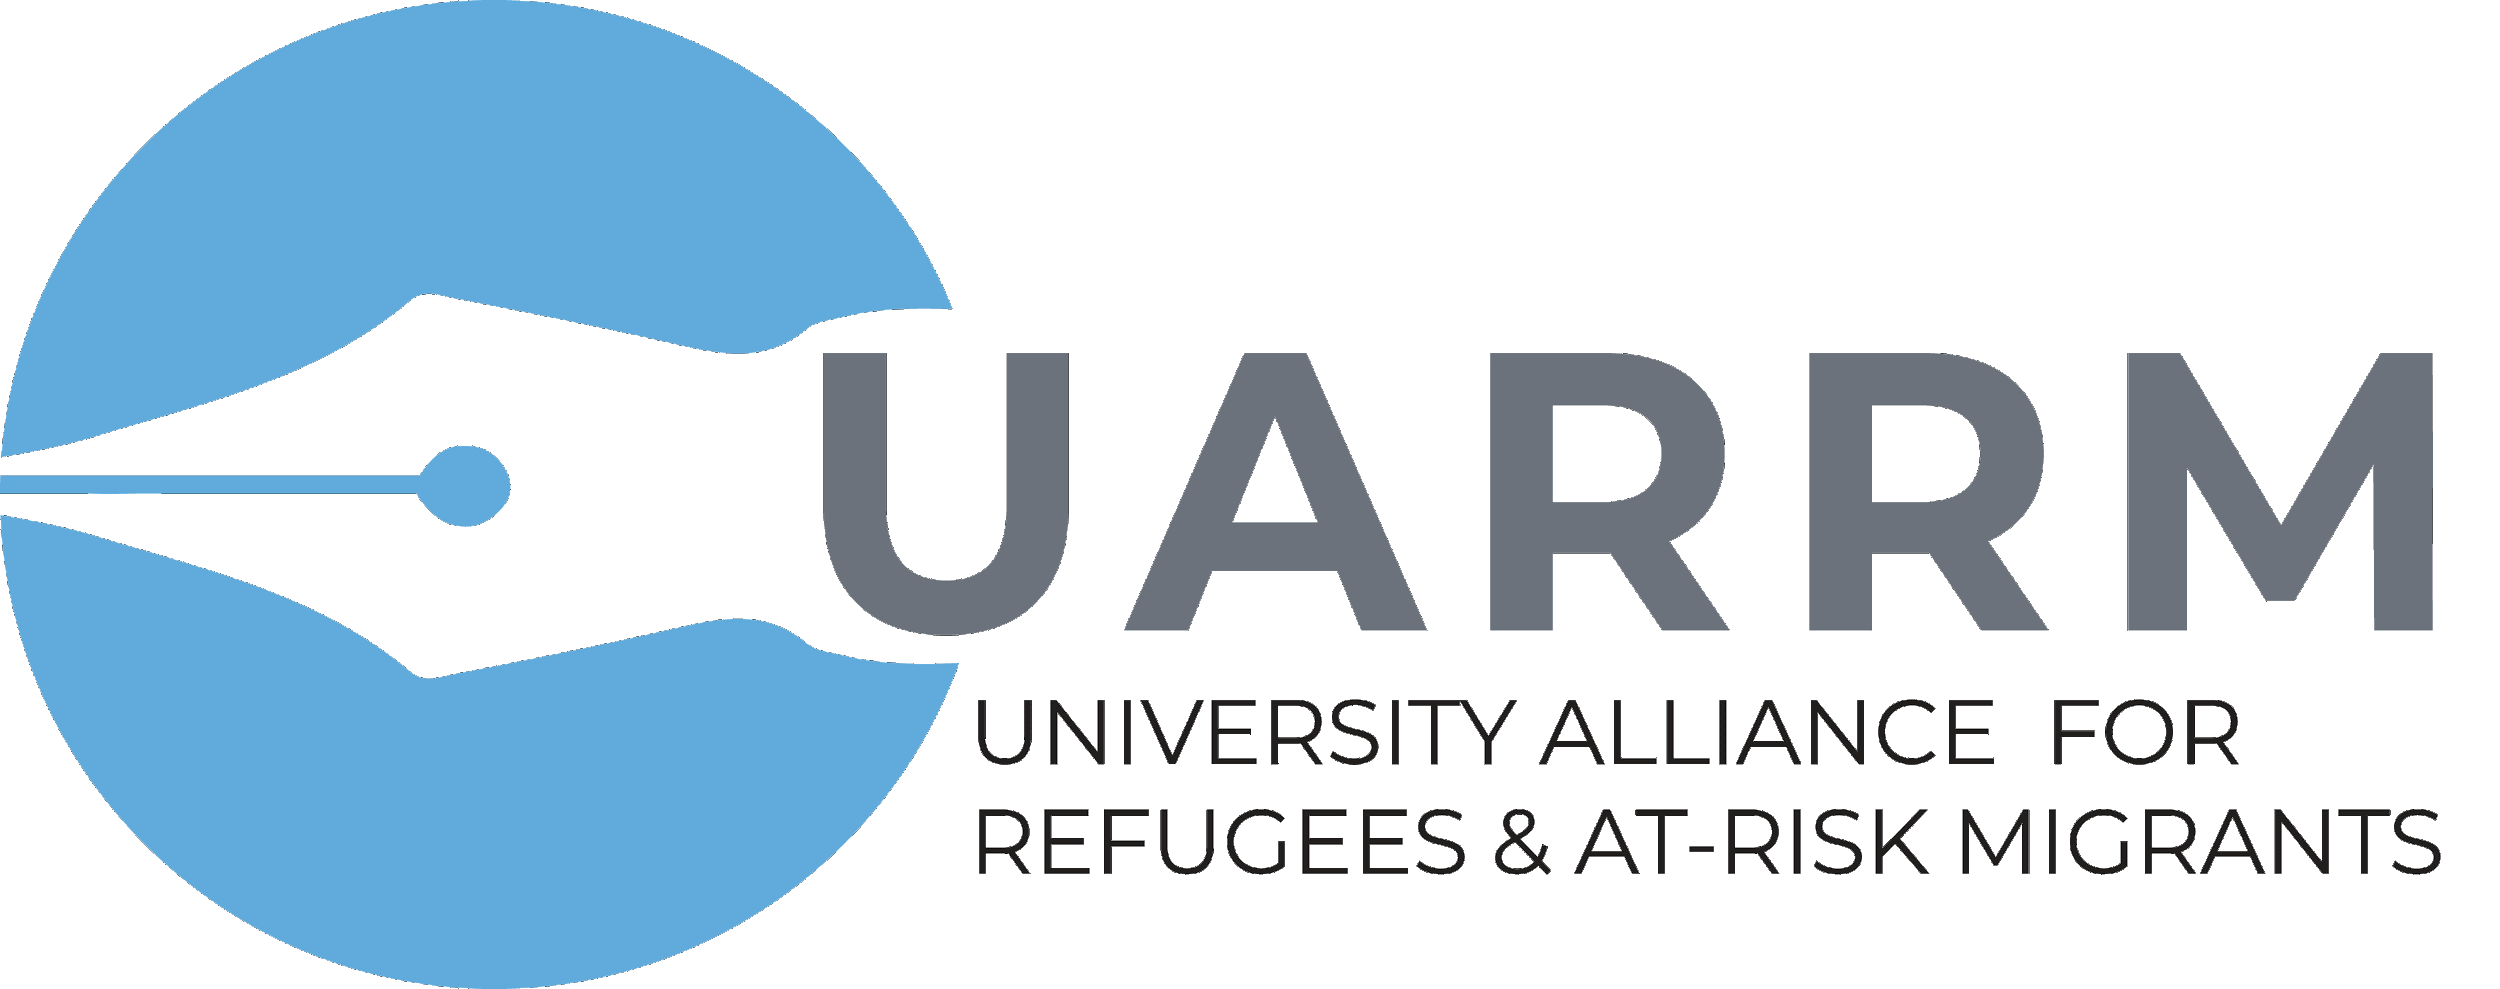 UARRM
UNIVERSITY ALLIANCE FOR
REFUGEES & AT-RISK MIGRANTS